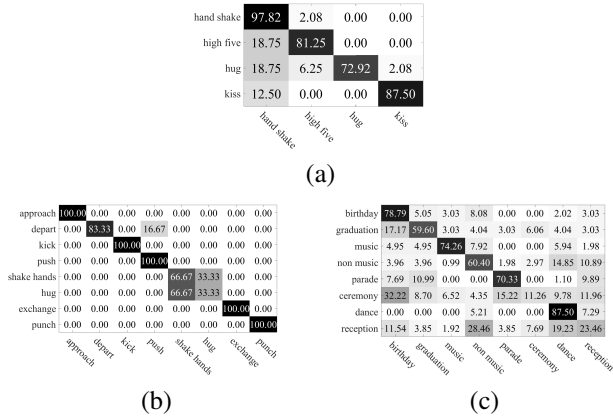 hand shake 97.82 2.08 0.00 0.00
high five 18.75 81.25 0.00 0.00
hug 18.75 6.25 72.92 2.08
kiss 12.50 0.00 0.00 87.50
hand shake high five hug kiss
(a)
approach 100.00 0.00 0.00 0.00 0.00 0.00 0.00 0.00
depart 0.00 83.33 0.00 16.67 0.00 0.00 0.00 0.00
kick 0.00 0.00 100.00 0.00 0.00 0.00 0.00 0.00
push 0.00 0.00 0.00 100.00 0.00 0.00 0.00 0.00
shake hands 0.00 0.00 0.00 0.00 66.67 33.33 0.00 0.00
hug 0.00 0.00 0.00 0.00 66.67 33.33 0.00 0.00
exchange 0.00 0.00 0.00 0.00 0.00 0.00 100.00 0.00
punch 0.00 0.00 0.00 0.00 0.00 0.00 0.00 100.00
approach depart kick push shake hands hug exchange punch
(b)
birthday 78.79 5.05 3.03 8.08 0.00 0.00 2.02 3.03
graduation 17.17 59.60 3.03 4.04 3.03 6.06 4.04 3.03
music 4.95 4.95 74.26 7.92 0.00 0.00 5.94 1.98
non music 3.96 3.96 0.99 60.40 1.98 2.97 14.85 10.89
parade 7.69 10.99 0.00 0.00 70.33 0.00 1.10 9.89
ceremony 32.22 8.70 6.52 4.35 15.22 11.26 9.78 11.96
dance 0.00 0.00 0.00 5.21 0.00 0.00 87.50 7.29
reception 11.54 3.85 1.92 28.46 3.85 7.69 19.23 23.46
birthday graduation music non music parade ceremony dance reception
(c)